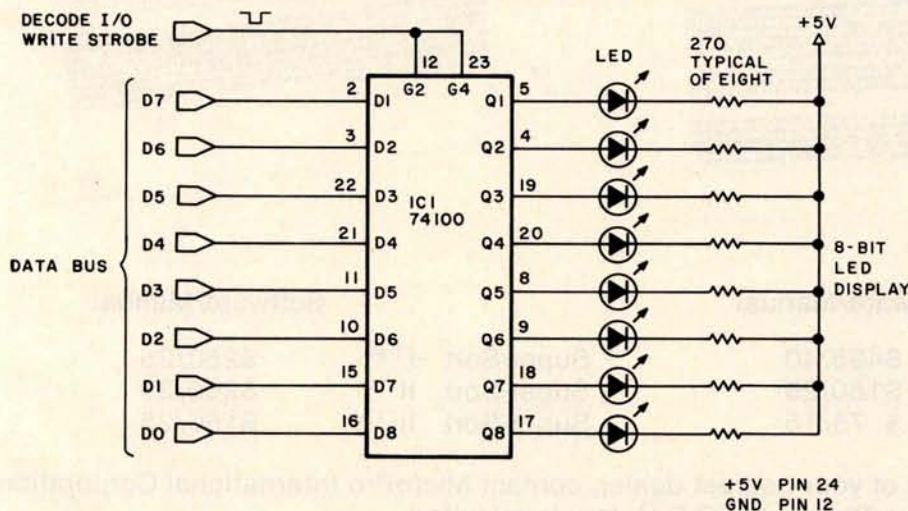 DECODE I/O
WRITE STROBE
+5V
LED
270
TYPICAL
OF EIGHT
12 23
G2 G4
DATA BUS
D7 2 D1 Q1 5
D6 3 D2 Q2 4
D5 22 D3 Q3 19
IC1
74100
D4 21 D4 Q4 20
D3 11 D5 Q5 8
D2 10 D6 Q6 9
D1 15 D7 Q7 18
D0 16 D8 Q8 17
8-BIT
LED
DISPLAY
+5V PIN 24
GND PIN 12